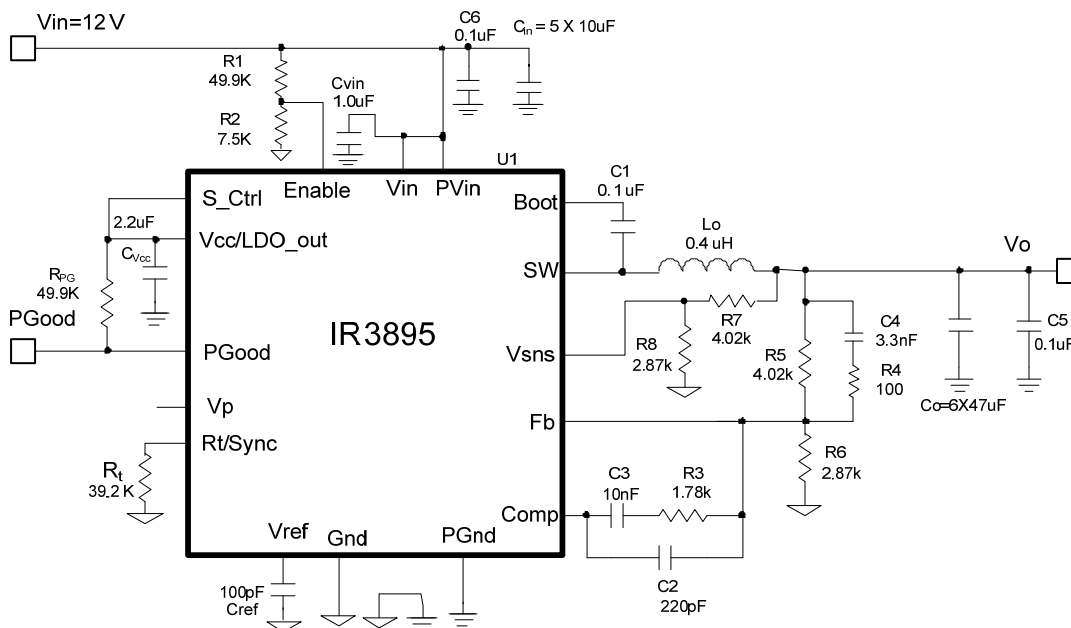 Vin=12 V
C6
0.1uF
Cin = 5 X 10uF
R1
49.9K
Cvin
1.0uF
R2
7.5K
U1
Enable
Vin
PVin
S_Ctrl
Boot
C1
0.1uF
2.2uF
CVcc
Vcc/LDO_out
Lo
0.4 uH
Vo
SW
RPG
49.9K
PGood
IR3895
R7
4.02k
C4
3.3nF
C5
0.1uF
R8
2.87k
Vsns
PGood
R5
4.02k
R4
100
Co=6X47uF
Vp
Fb
Rt/Sync
Rt
39.2 K
R6
2.87k
C3
10nF
R3
1.78k
Comp
Vref
Gnd
PGnd
100pF
Cref
C2
220pF